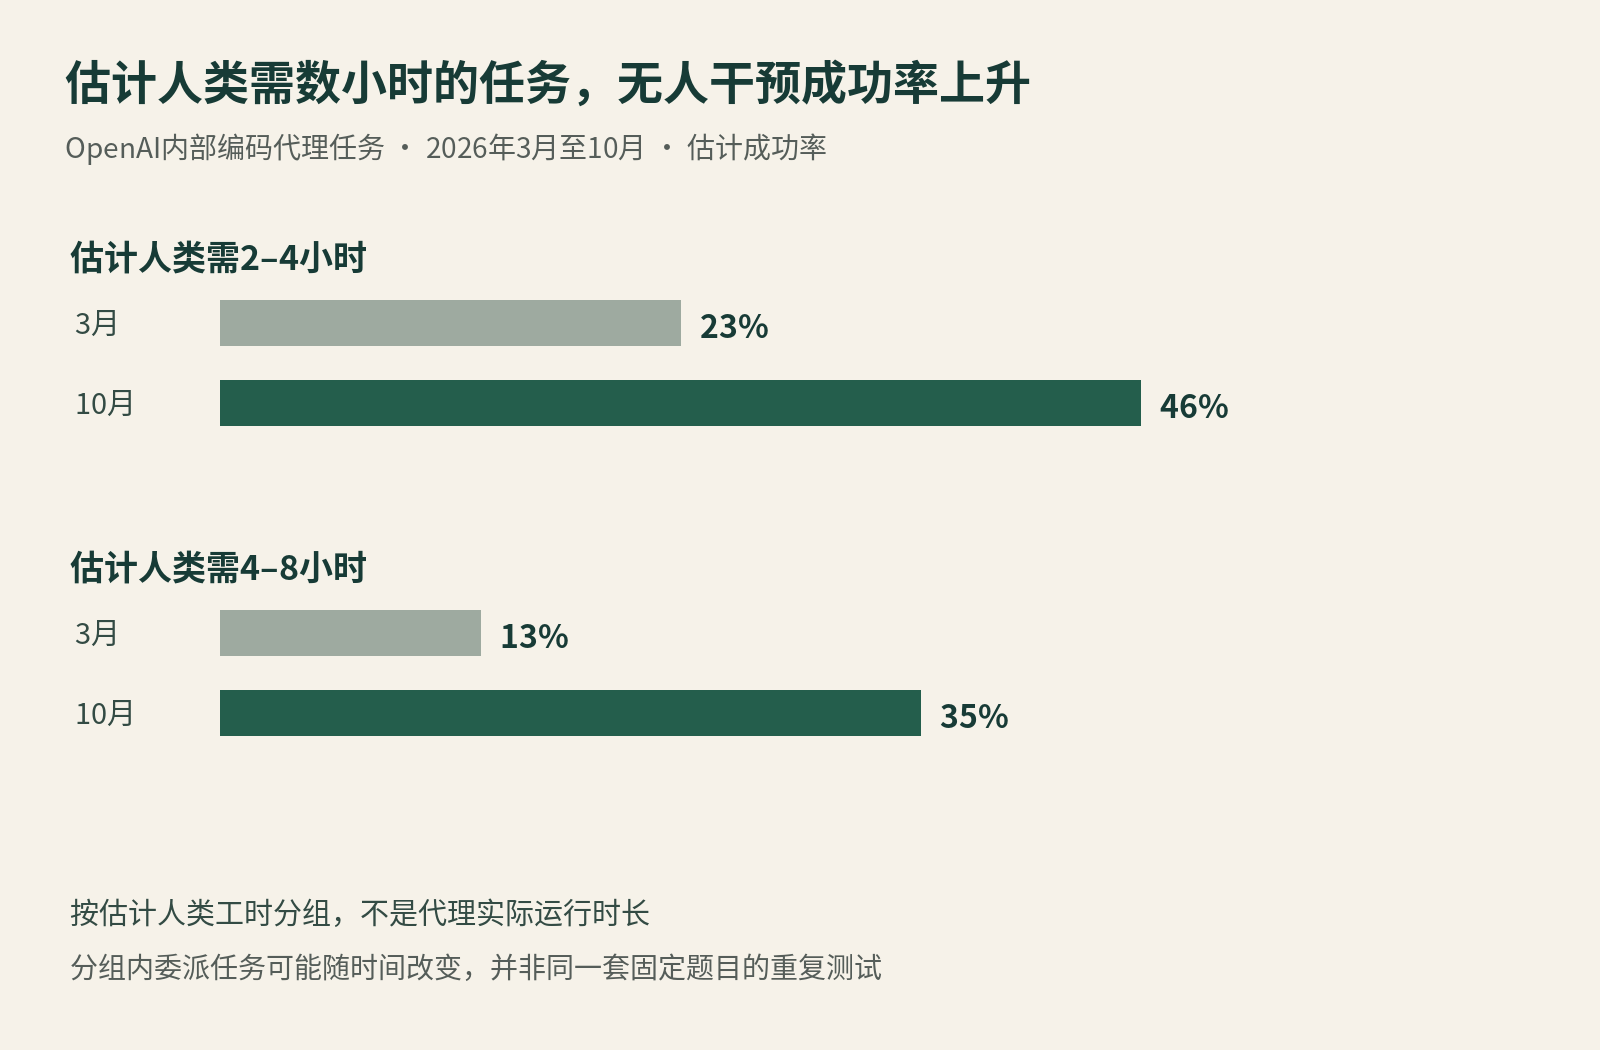 估计人类需数小时的任务，无人干预成功率上升
OpenAI内部编码代理任务 • 2026年3月至10月 • 估计成功率
估计人类需2–4小时
3月 23%
10月 46%
估计人类需4–8小时
3月 13%
10月 35%
按估计人类工时分组，不是代理实际运行时长
分组内委派任务可能随时间改变，并非同一套固定题目的重复测试